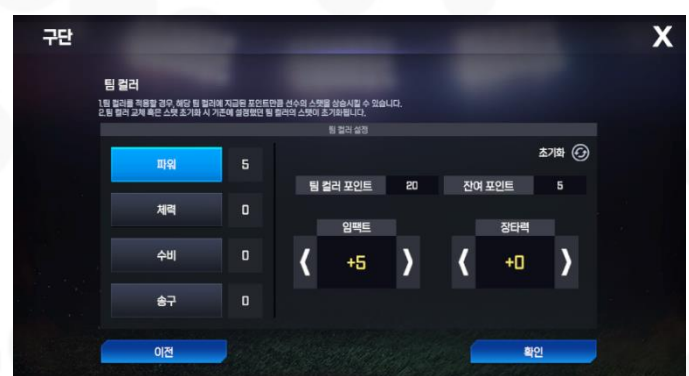 구단
X
팀 컬러
1.팀 컬러를 적용할 경우, 해당 팀 컬러에 지급된 포인트만큼 선수의 스탯을 상승시킬 수 있습니다.
2.팀 컬러 교체 혹은 스탯 초기화 시 기존에 설정했던 팀 컬러의 스탯이 초기화됩니다.
팀 컬러 설정
초기화
파워 5
체력 0
수비 0
송구 0
팀 컬러 포인트 20 잔여 포인트 5
임팩트 장타력
+5 +0
이전 확인